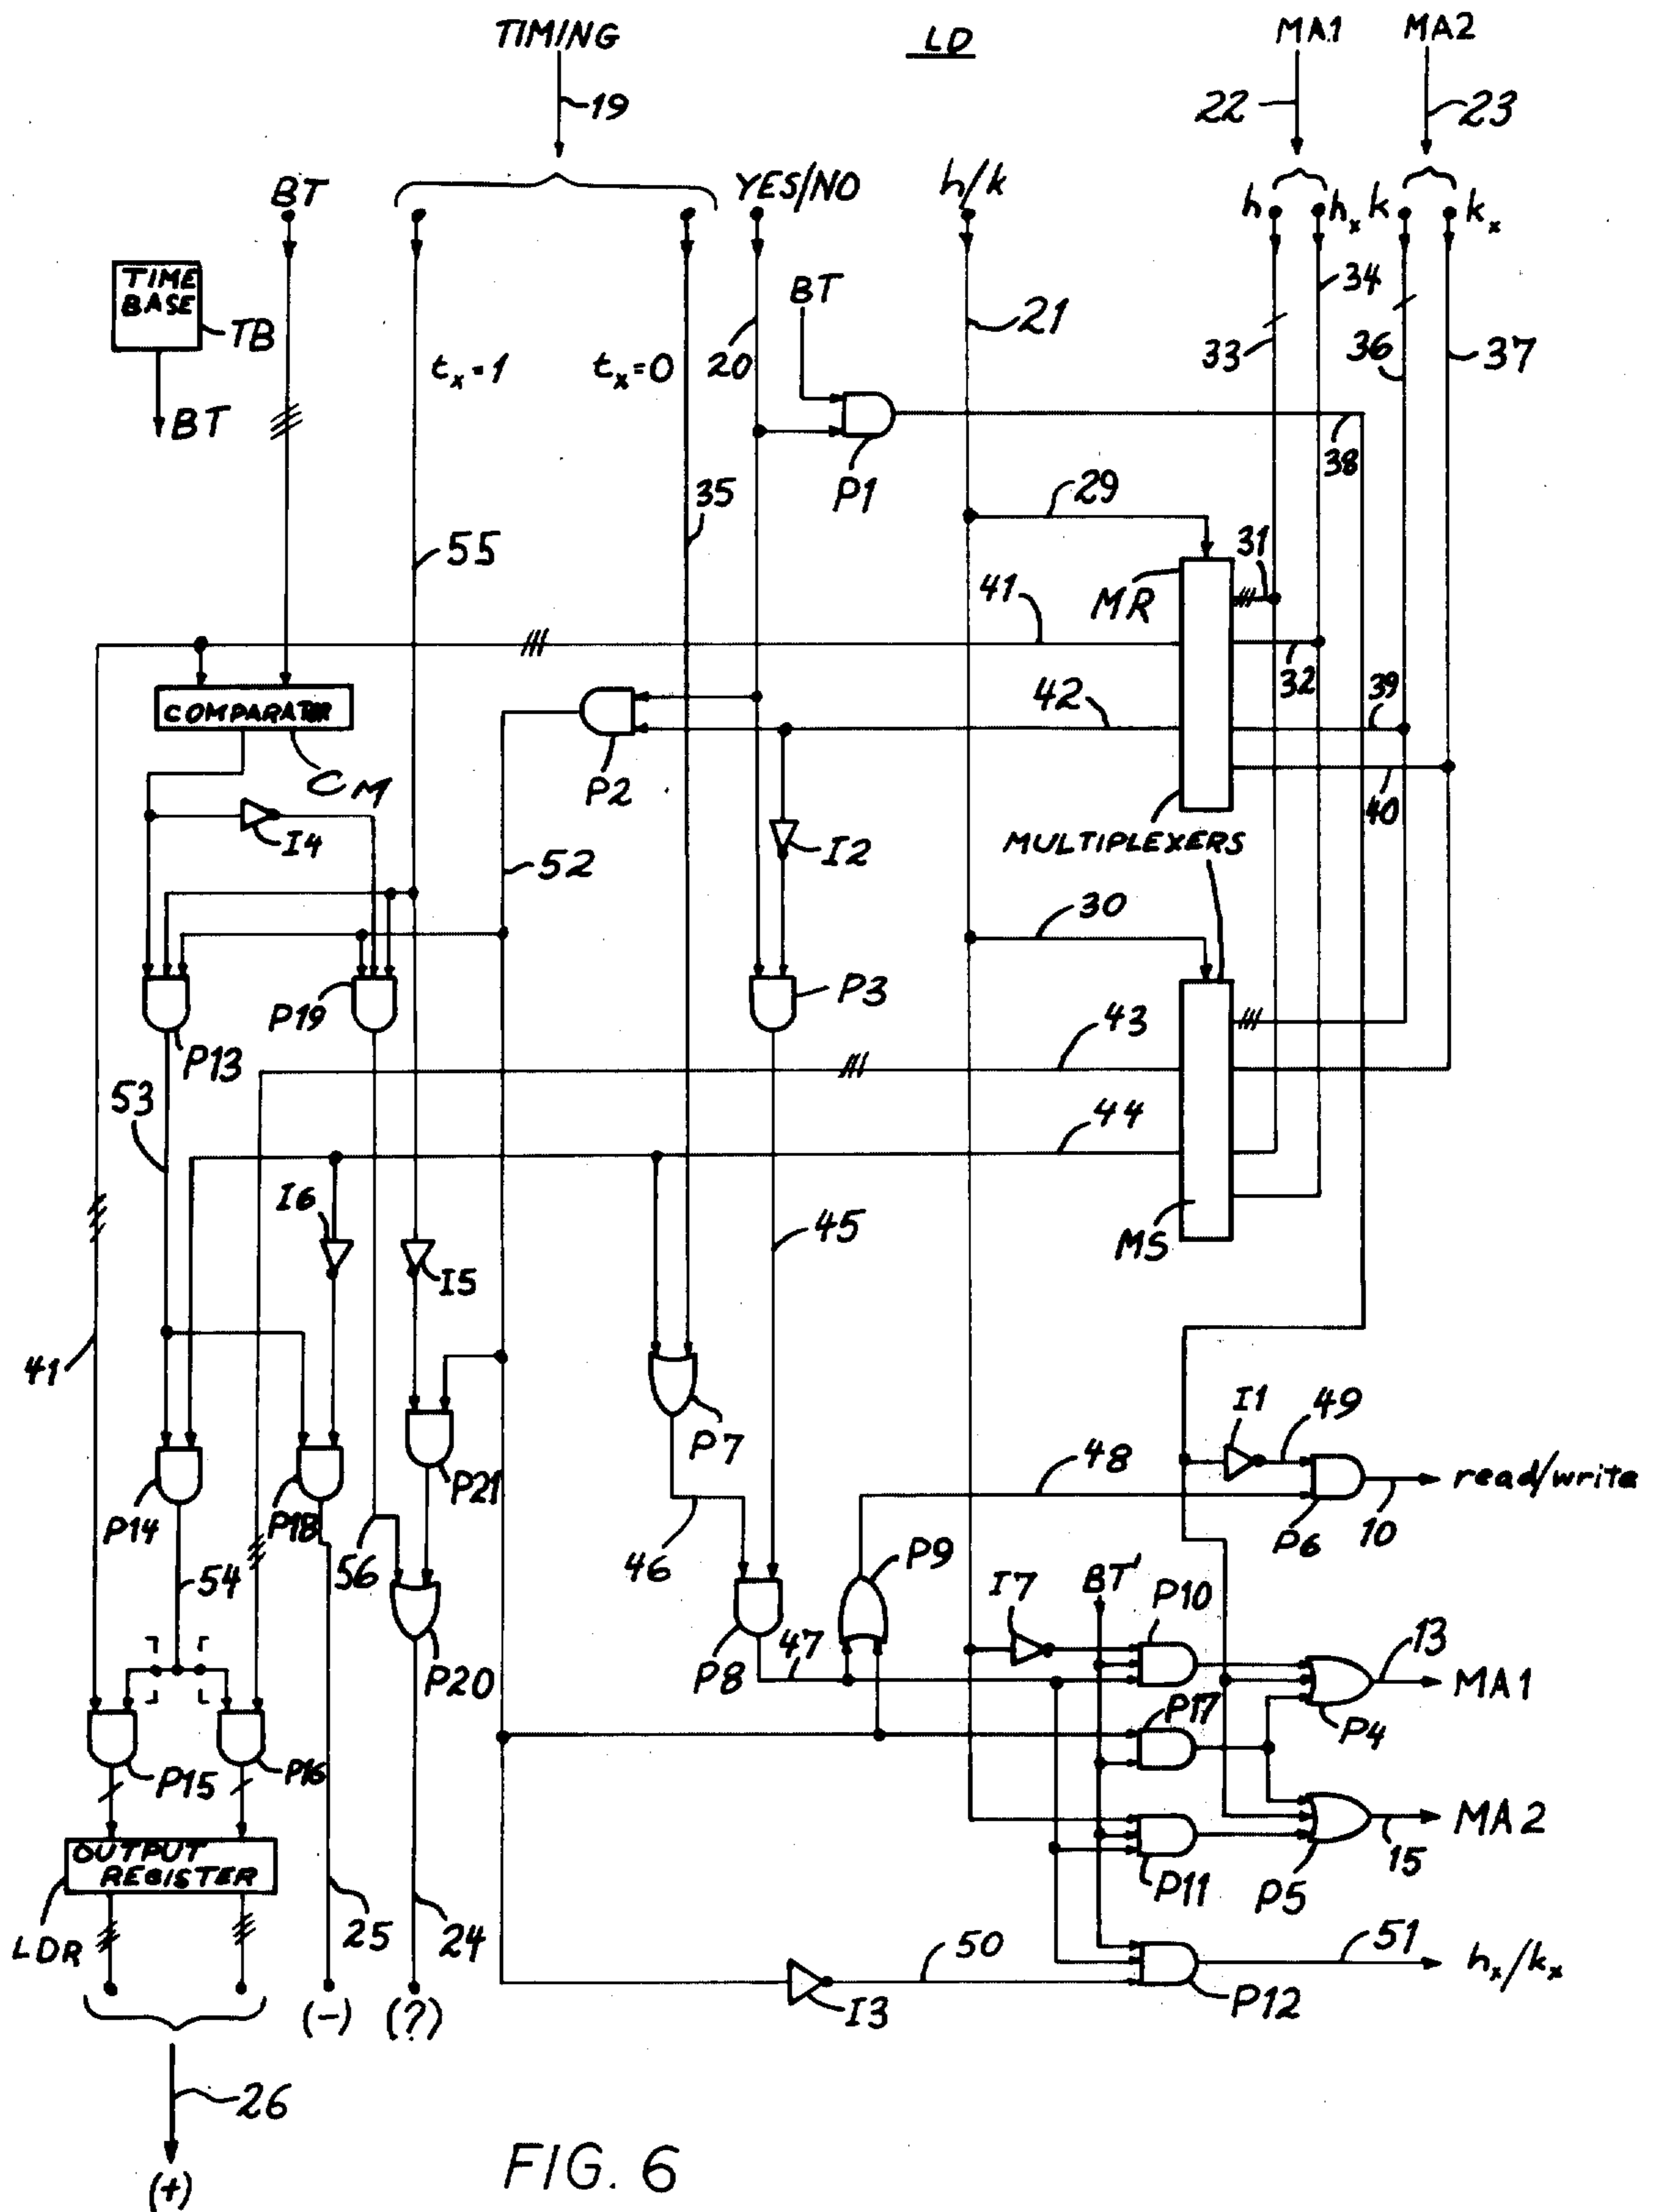 TIMING
LD
MA1
MA2
19
22
23
BT
YES/NO
h/k
h
hx
k
kx
TIME
BASE
TB
BT
tx=1
tx=0
20
BT
21
33
34
36
37
P1
38
35
29
55
41
MR
31
32
42
39
COMPARATOR
CM
P2
40
I4
I2
MULTIPLEXERS
52
30
P19
P3
P13
43
53
44
I6
I5
45
MS
41
P7
I1
49
P14
P18
P21
48
read/write
54
56
46
P9
P6
10
I7
BT'
P10
P8
47
13
MA1
P20
P17
P4
P15
P16
MA2
OUTPUT
REGISTER
P11
P5
15
LDR
25
24
50
51
hx/kx
(-)
(?)
I3
P12
26
(+)
FIG. 6